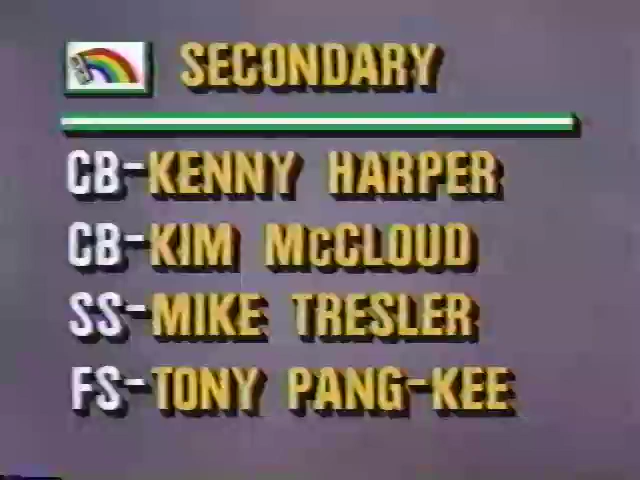 SECONDARY
CB-KENNY HARPER
CB-KIM McCLOUD
SS-MIKE TRESLER
FS-TONY PANG-KEE